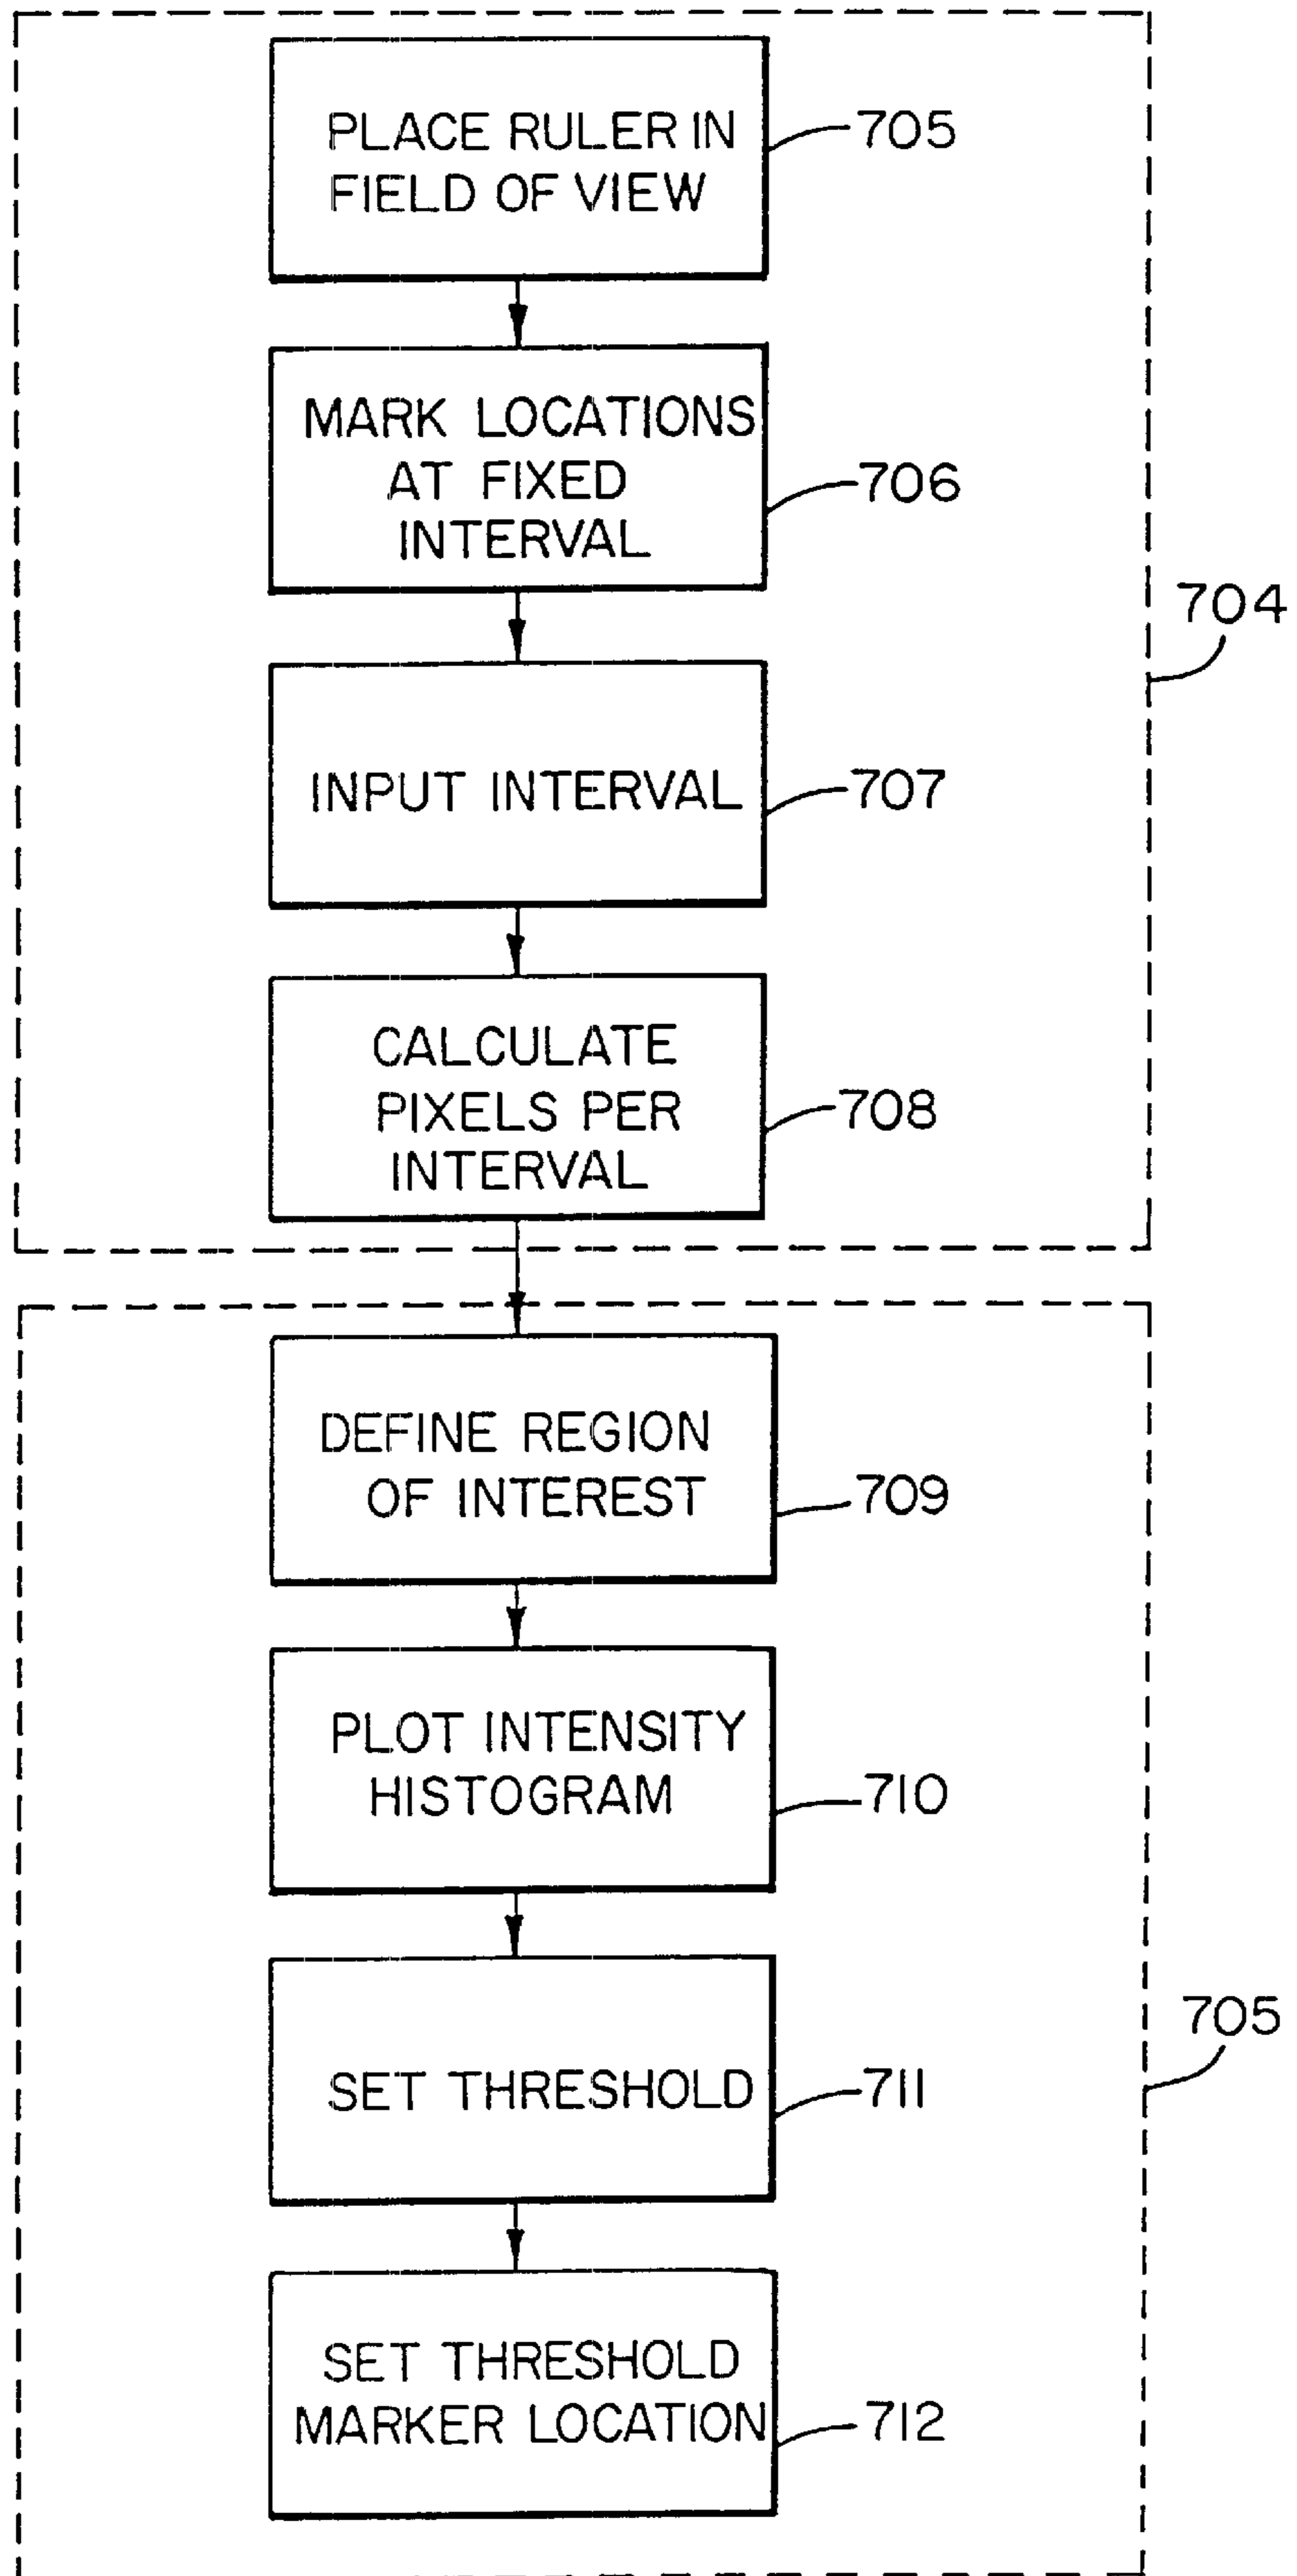 PLACE RULER IN
FIELD OF VIEW
705
MARK LOCATIONS
AT FIXED
INTERVAL
706
704
INPUT INTERVAL
707
CALCULATE
PIXELS PER
INTERVAL
708
DEFINE REGION
OF INTEREST
709
PLOT INTENSITY
HISTOGRAM
710
705
SET THRESHOLD
711
SET THRESHOLD
MARKER LOCATION
712